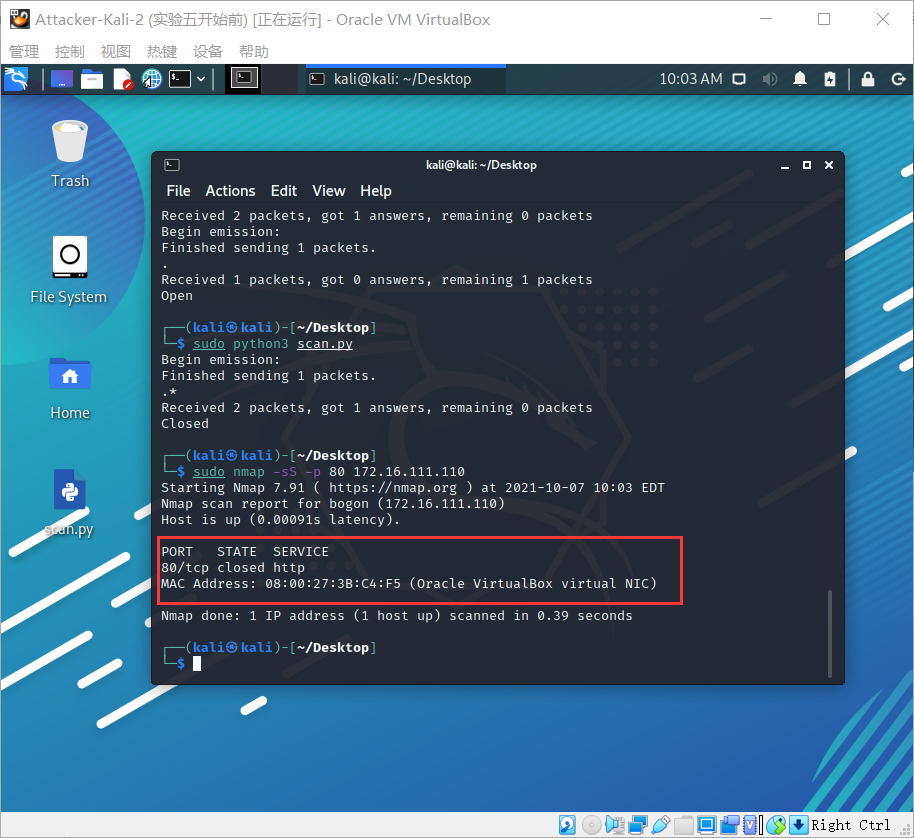 Attacker-Kali-2 (实验五开始前) [正在运行] - Oracle VM VirtualBox
管理 控制 视图 热键 设备 帮助
kali@kali: ~/Desktop
10:03 AM
Trash
File System
Home
scan.py
kali@kali: ~/Desktop
File Actions Edit View Help
Received 2 packets, got 1 answers, remaining 0 packets
Begin emission:
Finished sending 1 packets.
.
Received 1 packets, got 0 answers, remaining 1 packets
Open
┌──(kali㉿kali)-[~/Desktop]
└─$ sudo python3 scan.py
Begin emission:
Finished sending 1 packets.
.*
Received 2 packets, got 1 answers, remaining 0 packets
Closed
┌──(kali㉿kali)-[~/Desktop]
└─$ sudo nmap -sS -p 80 172.16.111.110
Starting Nmap 7.91 ( https://nmap.org ) at 2021-10-07 10:03 EDT
Nmap scan report for bogon (172.16.111.110)
Host is up (0.00091s latency).
PORT   STATE  SERVICE
80/tcp closed http
MAC Address: 08:00:27:3B:C4:F5 (Oracle VirtualBox virtual NIC)
Nmap done: 1 IP address (1 host up) scanned in 0.39 seconds
┌──(kali㉿kali)-[~/Desktop]
└─$
Right Ctrl